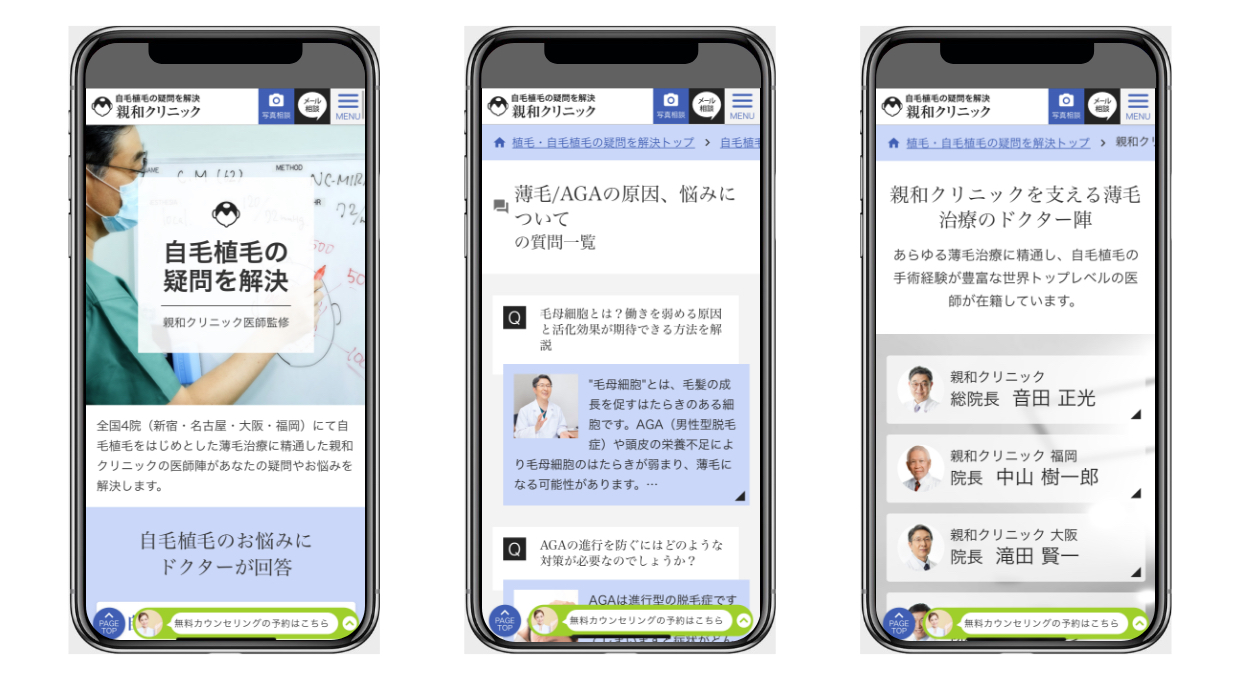 自毛植毛の疑問を解決
親和クリニック
写真相談
メール
相談
MENU
NAME
C.M (42)
METHOD
NC-MIRA
72/
500
50
自毛植毛の
疑問を解決
親和クリニック医師監修
全国4院（新宿・名古屋・大阪・福岡）にて自
毛植毛をはじめとした薄毛治療に精通した親和
クリニックの医師陣があなたの疑問やお悩みを
解決します。
自毛植毛のお悩みに
ドクターが回答
PAGE
TOP
無料カウンセリングの予約はこちら
自毛植毛の疑問を解決
親和クリニック
写真相談
メール
相談
MENU
植毛・自毛植毛の疑問を解決トップ > 自毛植毛
薄毛/AGAの原因、悩みに
ついて
の質問一覧
Q
毛母細胞とは？働きを弱める原因
と活化効果が期待できる方法を解
説
"毛母細胞"とは、毛髪の成
長を促すはたらきのある細
胞です。AGA（男性型脱毛
症）や頭皮の栄養不足によ
り毛母細胞のはたらきが弱まり、薄毛に
なる可能性があります。…
Q
AGAの進行を防ぐにはどのような
対策が必要なのでしょうか？
AGAは進行型の脱毛症です
PAGE
TOP
無料カウンセリングの予約はこちら
自毛植毛の疑問を解決
親和クリニック
写真相談
メール
相談
MENU
植毛・自毛植毛の疑問を解決トップ > 親和クリ
親和クリニックを支える薄毛
治療のドクター陣
あらゆる薄毛治療に精通し、自毛植毛の
手術経験が豊富な世界トップレベルの医
師が在籍しています。
親和クリニック
総院長 音田 正光
親和クリニック 福岡
院長 中山 樹一郎
親和クリニック 大阪
院長 滝田 賢一
PAGE
TOP
無料カウンセリングの予約はこちら